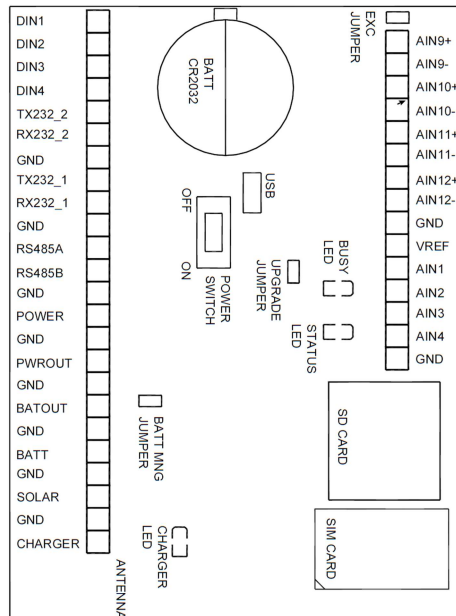 DIN1
DIN2
DIN3
DIN4
TX232_2
RX232_2
GND
TX232_1
RX232_1
GND
RS485A
RS485B
GND
POWER
GND
PWROUT
GND
BATOUT
GND
BATT
GND
SOLAR
GND
CHARGER
BATT
CR2032
USB
OFF
ON
POWER
SWITCH
UPGRADE
JUMPER
BUSY
LED
STATUS
LED
BATT MNG
JUMPER
CHARGER
LED
ANTENNA
EXC
JUMPER
AIN9+
AIN9-
AIN10+
AIN10-
AIN11+
AIN11-
AIN12+
AIN12-
GND
VREF
AIN1
AIN2
AIN3
AIN4
GND
SD CARD
SIM CARD